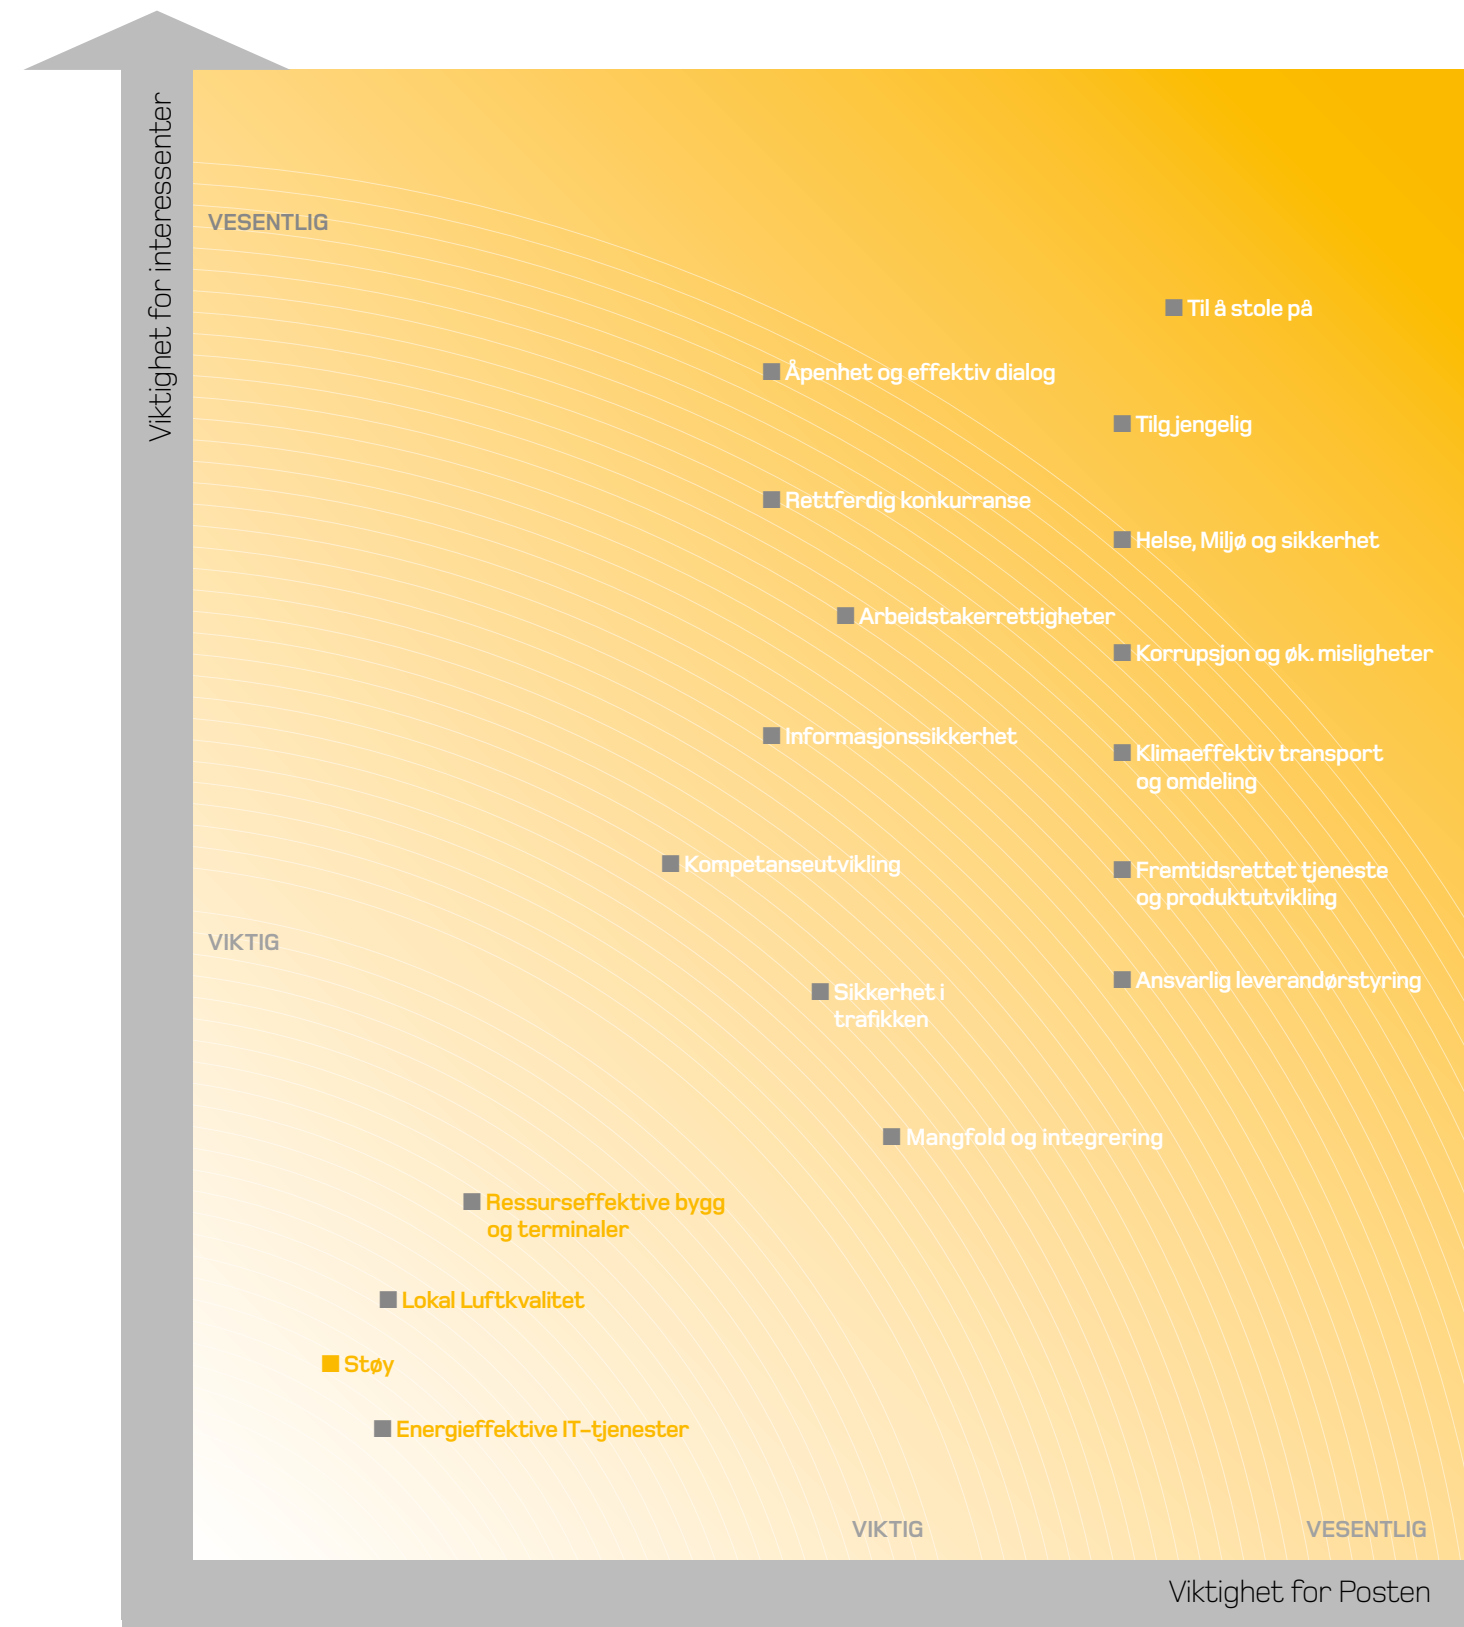 Viktighet for interessenter
VESENTLIG
Til å stole på
Åpenhet og effektiv dialog
Tilgjengelig
Rettferdig konkurranse
Helse, Miljø og sikkerhet
Arbeidstakerrettigheter
Korrupsjon og øk. misligheter
Informasjonssikkerhet
Klimaeffektiv transport
og omdeling
Kompetanseutvikling
Fremtidsrettet tjeneste
og produktutvikling
VIKTIG
Ansvarlig leverandørstyring
Sikkerhet i
trafikken
Mangfold og integrering
Ressurseffektive bygg
og terminaler
Lokal Luftkvalitet
Støy
Energieffektive IT-tjenester
VIKTIG
VESENTLIG
Viktighet for Posten